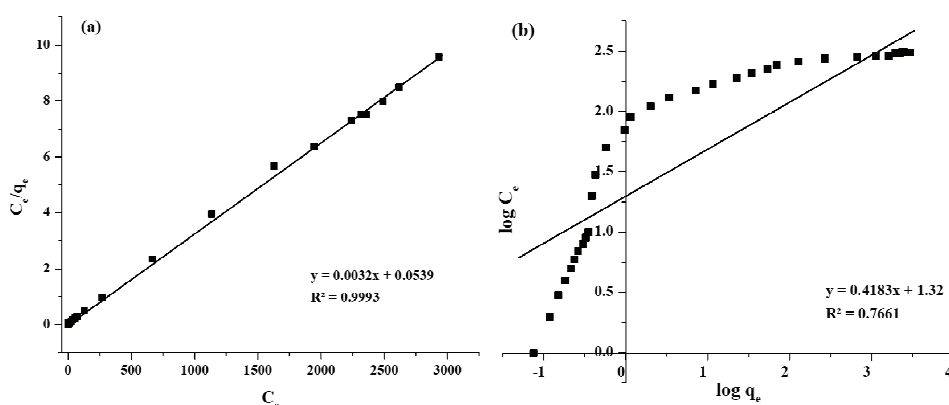 (a)
10
8
6
4
2
0
Ce/qe
y = 0.0032x + 0.0539
R² = 0.9993
0 500 1000 1500 2000 2500 3000
(b)
2.5
2.0
1.5
1.0
0.5
0.0
log Ce
y = 0.4183x + 1.32
R² = 0.7661
-1 0 1 2 3 4
log qe